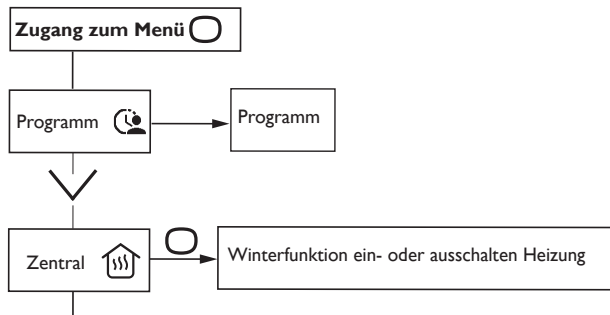 Zugang zum Menü
Programm
Programm
Zentral
Winterfunktion ein- oder ausschalten Heizung